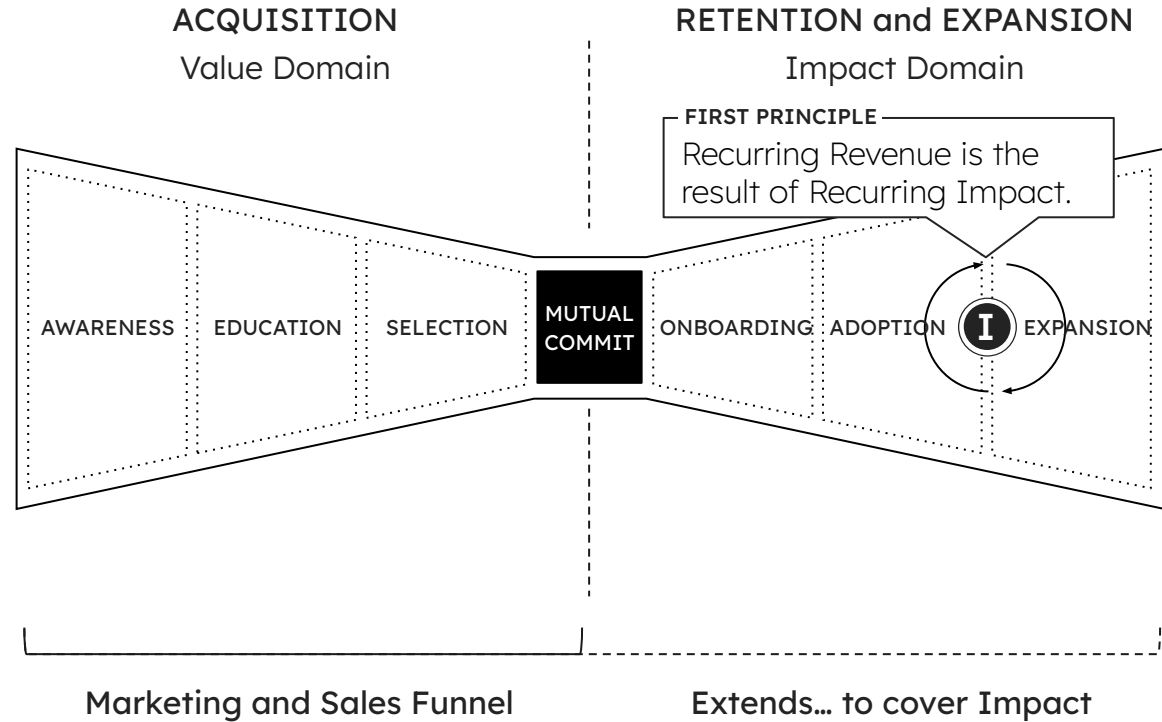 ACQUISITION
Value Domain
RETENTION and EXPANSION
Impact Domain
FIRST PRINCIPLE
Recurring Revenue is the
result of Recurring Impact.
AWARENESS
EDUCATION
SELECTION
MUTUAL
COMMIT
ONBOARDING
ADOPTION
I
EXPANSION
Marketing and Sales Funnel
Extends... to cover Impact